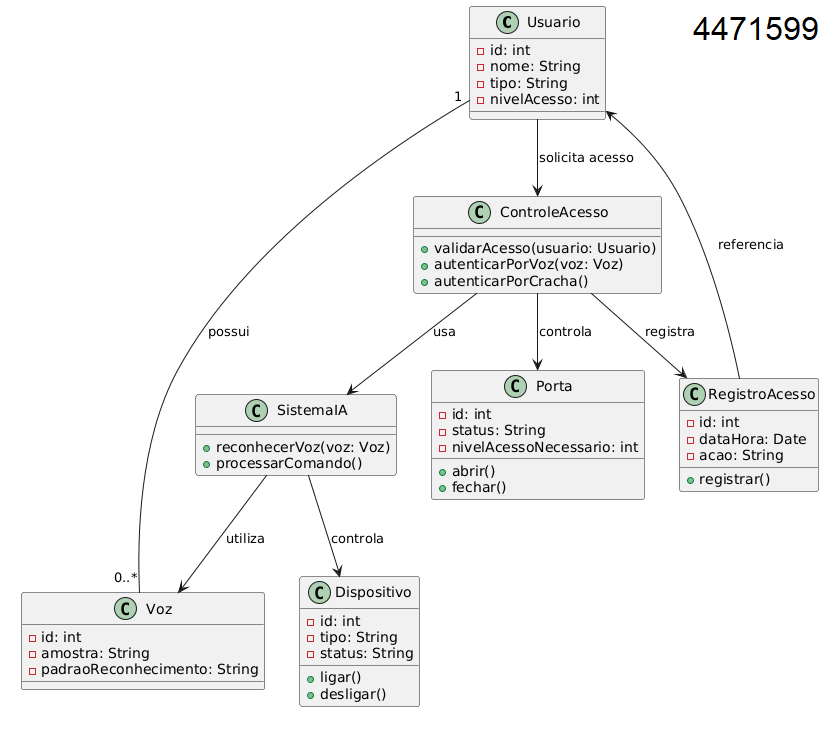 4471599
C Usuario
id: int
nome: String
tipo: String
nivelAcesso: int
1
solicita acesso
C ControleAcesso
validarAcesso(usuario: Usuario)
autenticarPorVoz(voz: Voz)
autenticarPorCracha()
referencia
possui
usa
controla
registra
C SistemaIA
reconhecerVoz(voz: Voz)
processarComando()
C Porta
id: int
status: String
nivelAcessoNecessario: int
abrir()
fechar()
C RegistroAcesso
id: int
dataHora: Date
acao: String
registrar()
utiliza
controla
0..*
C Voz
id: int
amostra: String
padraoReconhecimento: String
C Dispositivo
id: int
tipo: String
status: String
ligar()
desligar()